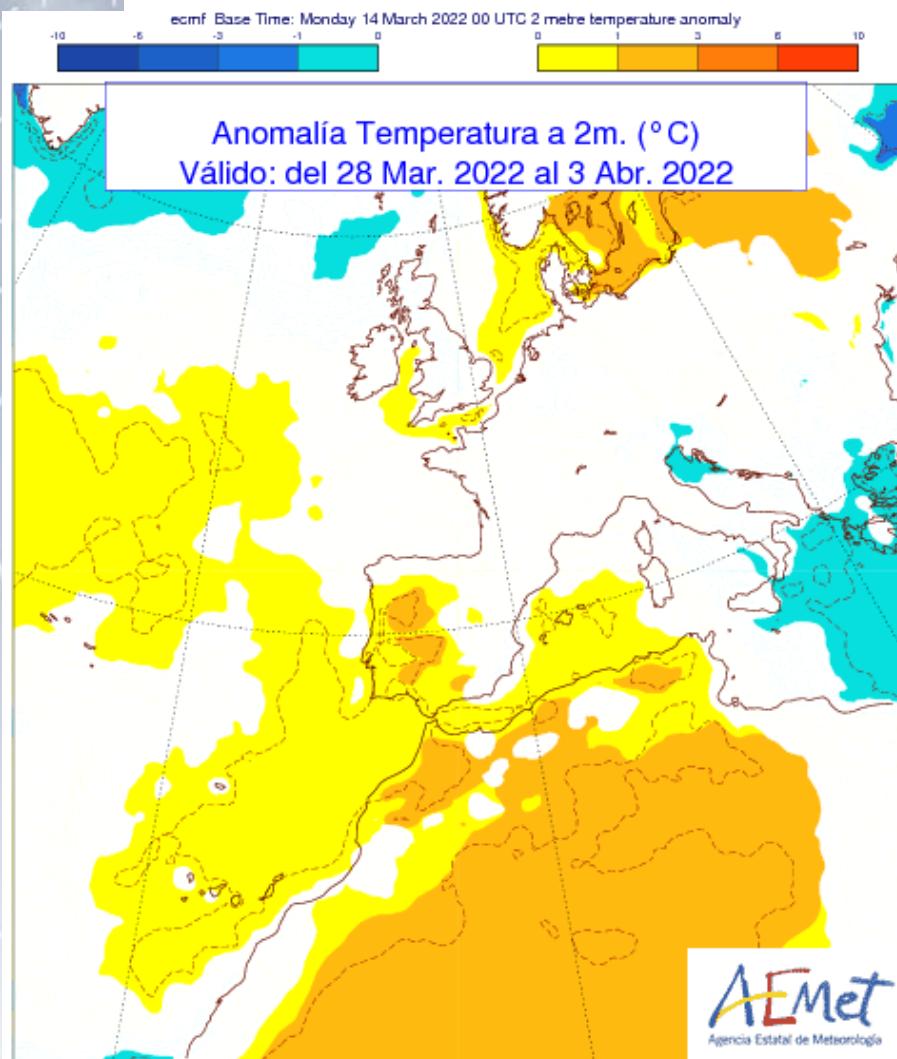 ecmf Base Time: Monday 14 March 2022 00 UTC 2 metre temperature anomaly
-10 -6 -3 -1 0 0 1 3 6 10
Anomalía Temperatura a 2m. (ºC)
Válido: del 28 Mar. 2022 al 3 Abr. 2022
AEMet
Agencia Estatal de Meteorología